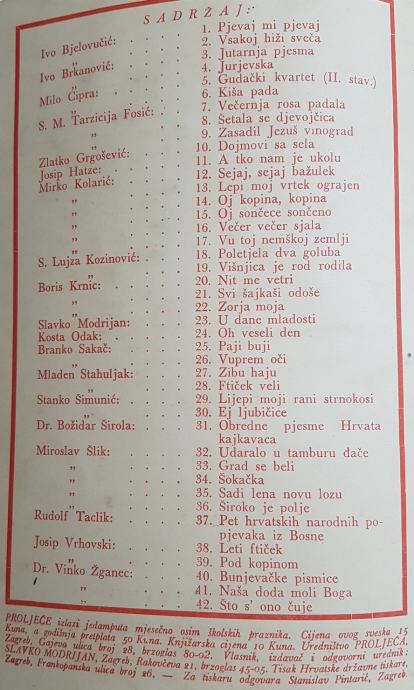 SADRŽAJ:
1. Pjevaj mi pjevaj
Ivo Bjelovučić: . . . . 2. Vsakoj hiži sveča
3. Jutarnja pjesma
Ivo Brkanović: . . . . 4. Jurjevska
5. Gudački kvartet (II. stav.)
Milo Cipra: . . . . 6. Kiša pada
7. Večernja rosa padala
S. M. Tarzicija Fosić: . . 8. Šetala se djevojčica
„ . . . . 9. Zasadil Jezuš vinograd
„ . . . . 10. Dojmovi sa sela
Zlatko Grgošević: . . . 11. A tko nam je ukolu
Josip Hatze: . . . . 12. Sejaj, sejaj bažulek
Mirko Kolarić: . . . . 13. Lepi moj vrtek ograjen
„ . . . . 14. Oj kopina, kopina
„ . . . . 15. Oj sončece sončeno
„ . . . . 16. Večer večer sjala
„ . . . . 17. Vu toj nemškoj zemlji
S. Lujza Kozinović: . . 18. Poletjela dva goluba
„ . . . . 19. Višnjica je rod rodila
Boris Krnic: . . . . 20. Nit me vetri
„ . . . . 21. Svi šajkaši odoše
„ . . . . 22. Zorja moja
Slavko Modrijan: . . . 23. U dane mladosti
Kosta Odak: . . . . 24. Oh veseli den
Branko Sakač: . . . . 25. Paji buji
„ . . . . 26. Vuprem oči
Mladen Stahuljak: . . . 27. Zibu haju
„ . . . . 28. Ftiček veli
Stanko Šimunić: . . . 29. Lijepi moji rani strnokosi
„ . . . . 30. Ej ljubičice
Dr. Božidar Širola: . . 31. Obredne pjesme Hrvata
kajkavaca
Miroslav Šlik: . . . . 32. Udaralo u tamburu đače
„ . . . . 33. Grad se beli
„ . . . . 34. Šokačka
„ . . . . 35. Sadi lena novu lozu
„ . . . . 36. Široko je polje
Rudolf Taclik: . . . . 37. Pet hrvatskih narodnih po-
pjevaka iz Bosne
Josip Vrhovski: . . . . 38. Leti ftiček
39. Pod kopinom
Dr. Vinko Žganec: . . . 40. Bunjevačke pismice
„ . . . . 41. Naša doda moli Boga
„ . . . . 42. Što s' ono čuje
PROLJEĆE izlazi jedamputa mjesečno osim školskih praznika. Cijena ovog sveska 15
Kuna, a godišnja pretplata 50 Kuna. Knjižarska cijena 10 Kuna. Uredništvo PROLJEĆA,
Zagreb, Gajeva ulica broj 28, brzoglas 80-02. Vlasnik, izdavač i odgovorni urednik:
SLAVKO MODRIJAN, Zagreb, Rakovčeva 21, brzoglas 45-05. Tisak Hrvatske državne tiskare,
Zagreb, Frankopanska ulica broj 26. — Za tiskaru odgovara Stanislav Pintarić, Zagreb.